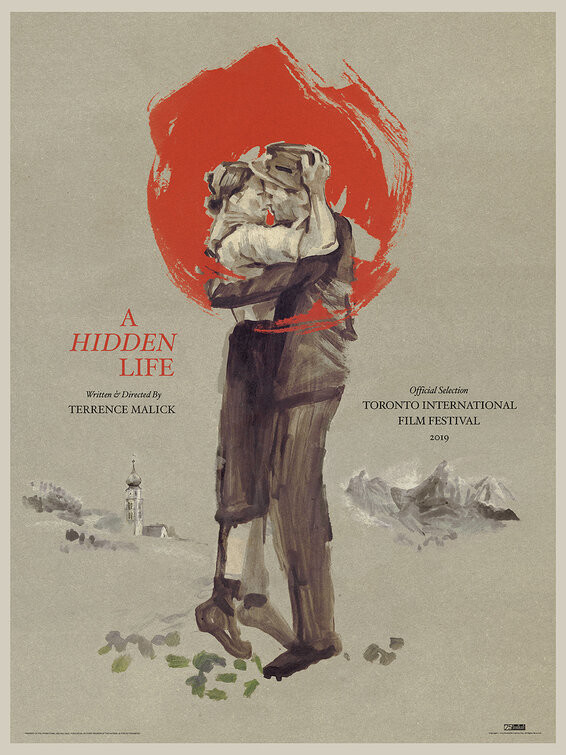 A
HIDDEN
LIFE
Written & Directed By
TERRENCE MALICK
Official Selection
TORONTO INTERNATIONAL
FILM FESTIVAL
2019